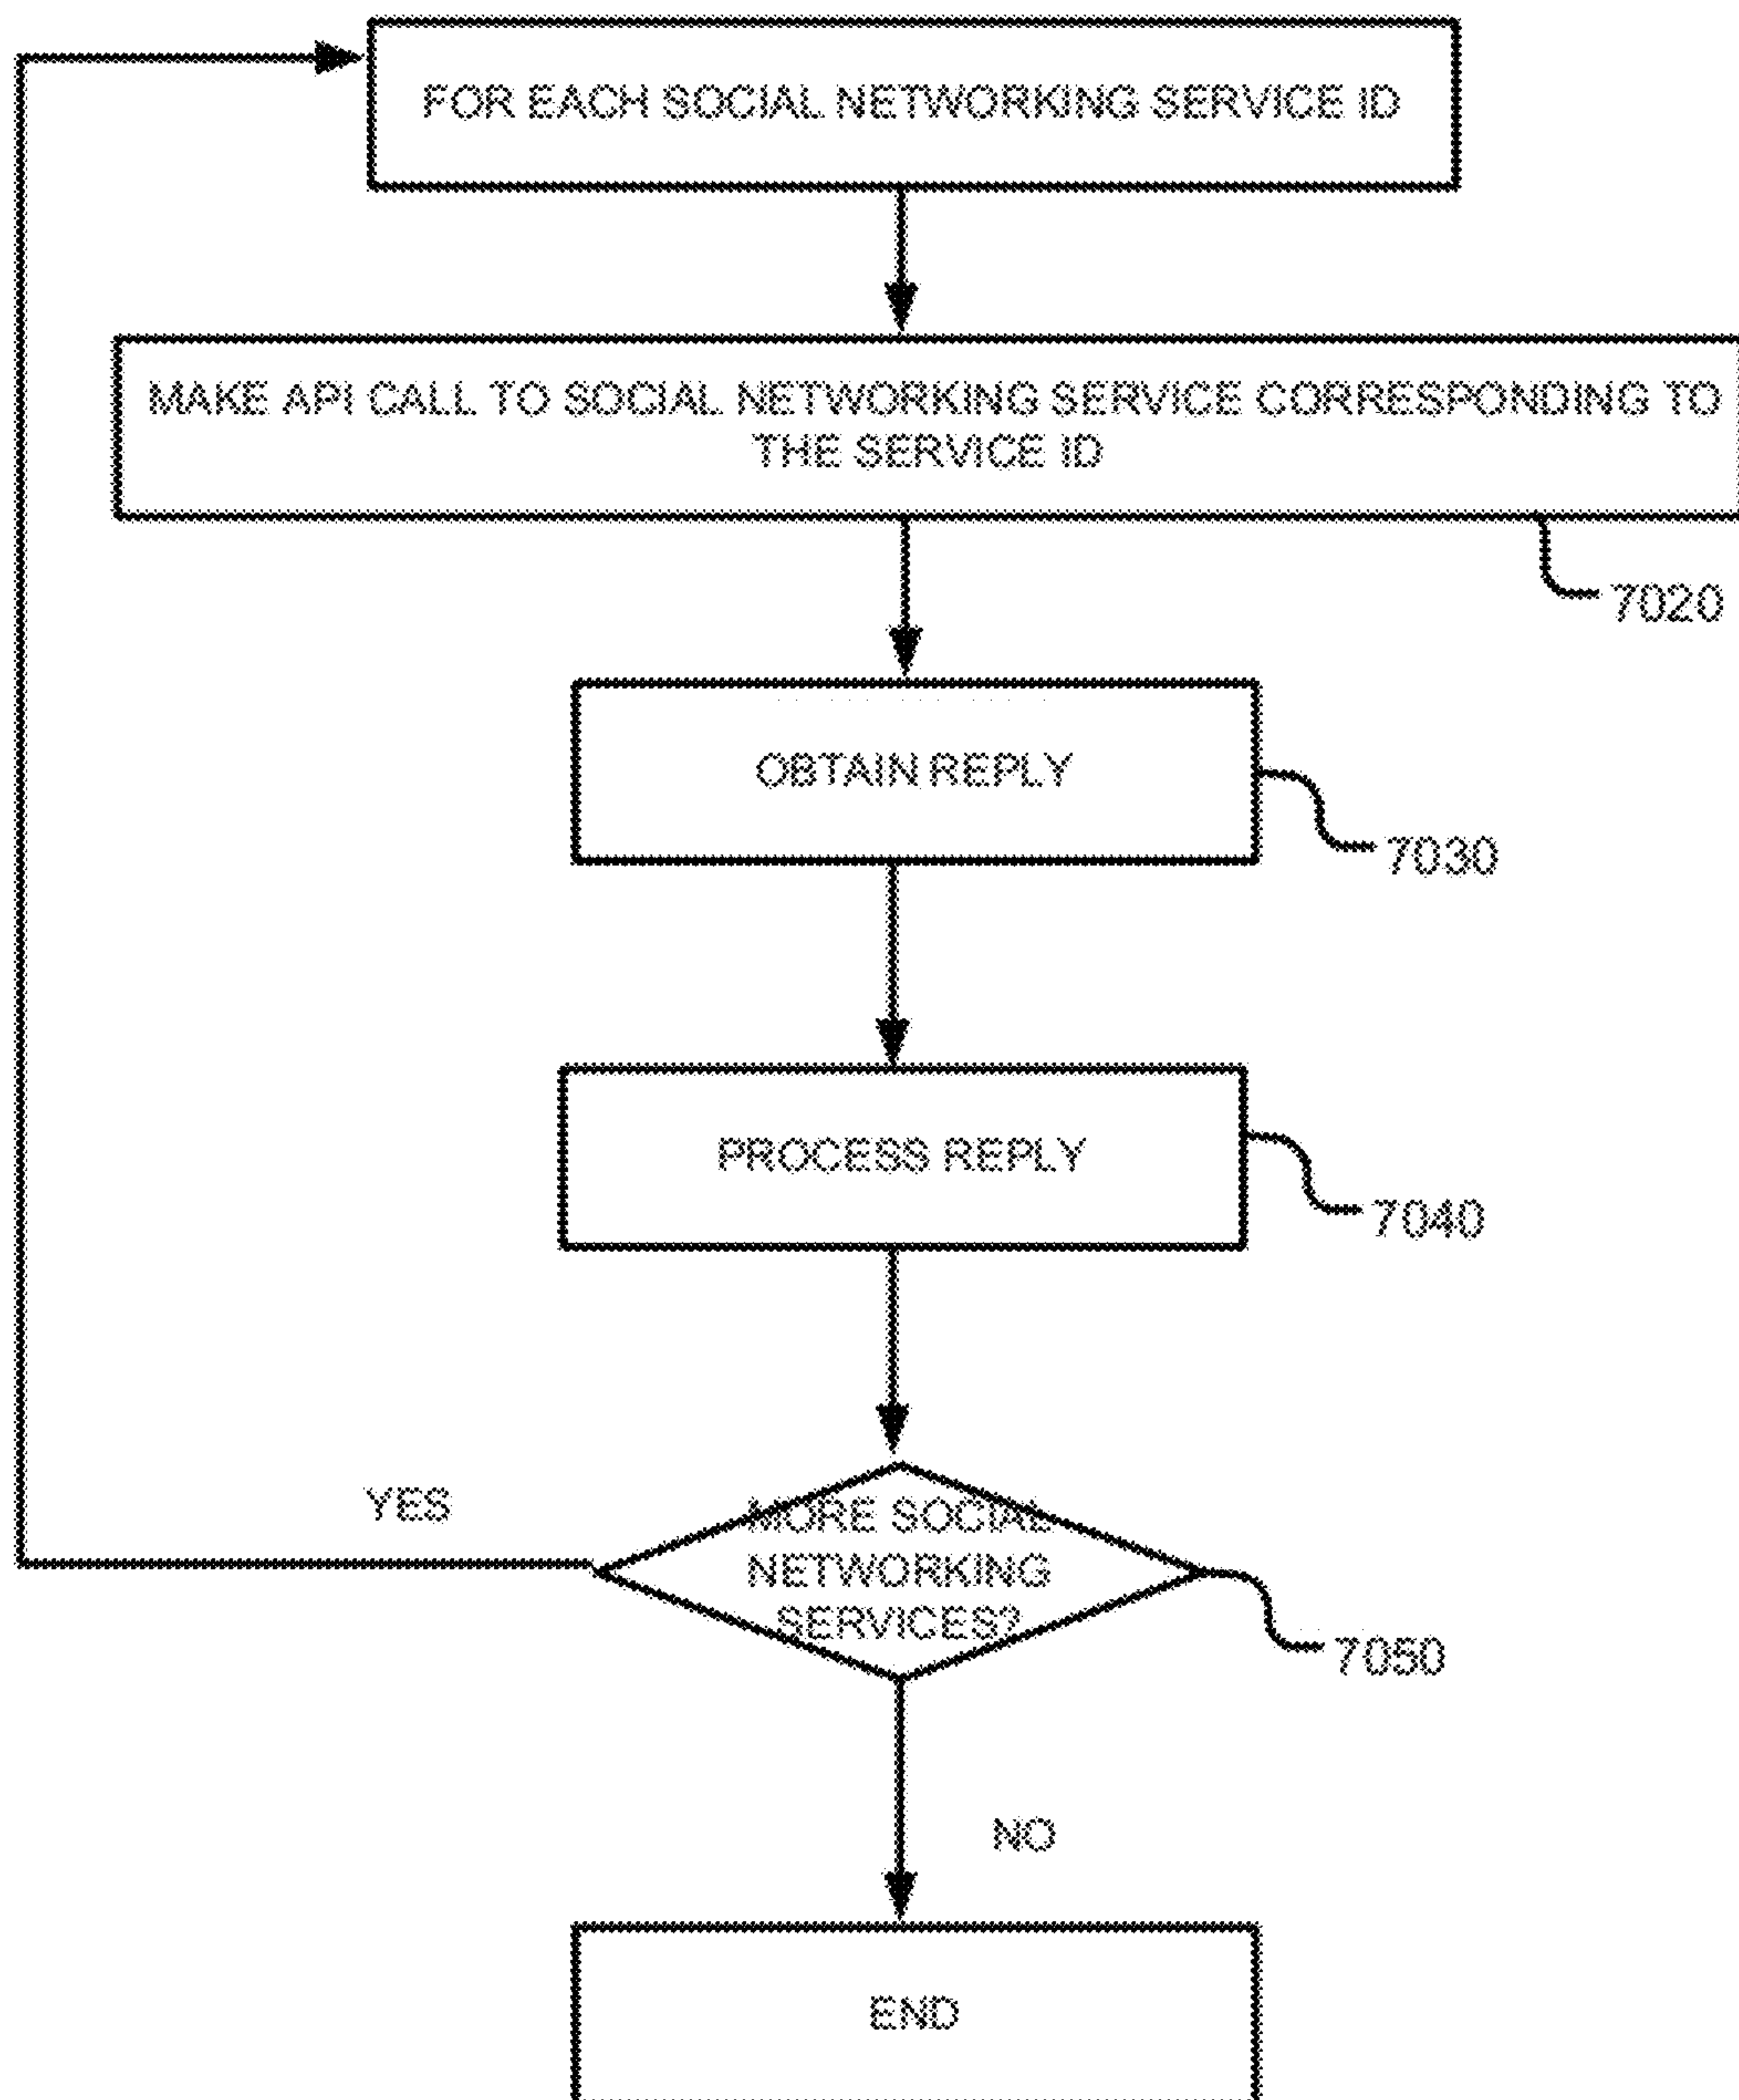 FOR EACH SOCIAL NETWORKING SERVICE ID
MAKE API CALL TO SOCIAL NETWORKING SERVICE CORRESPONDING TO
THE SERVICE ID
7020
OBTAIN REPLY
7030
PROCESS REPLY
7040
YES
MORE SOCIAL
NETWORKING
SERVICES?
7050
NO
END